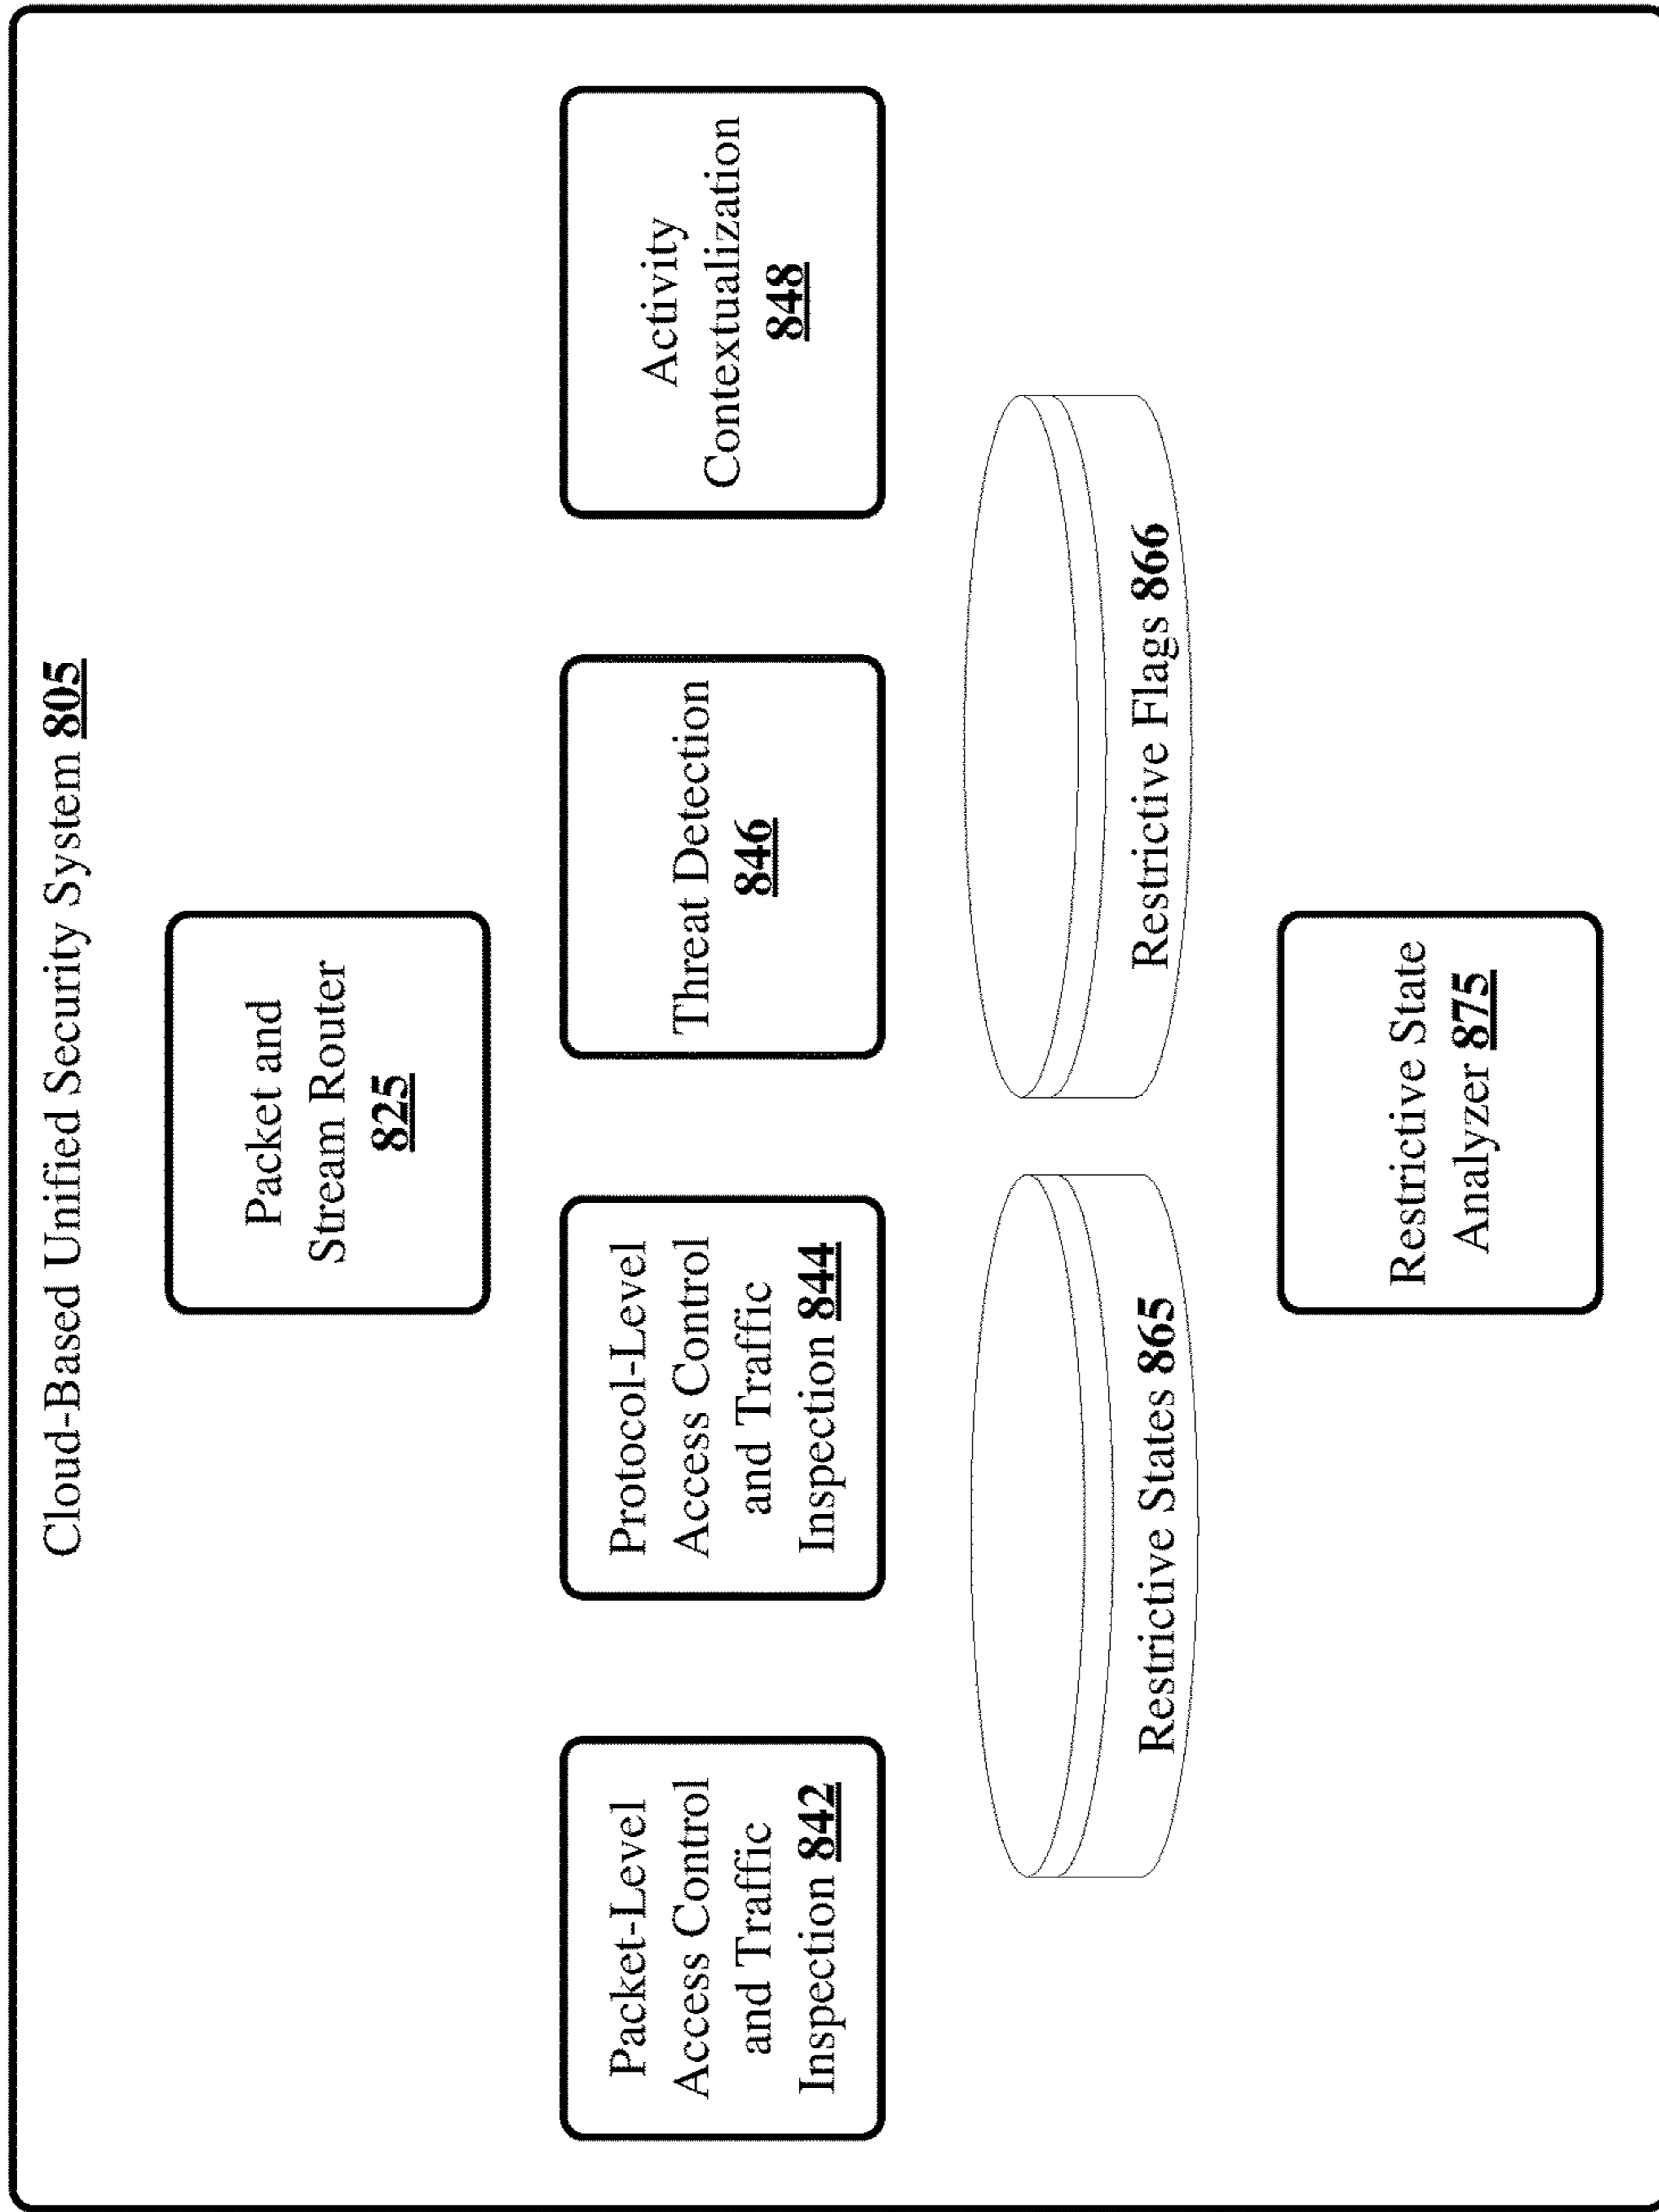 Cloud-Based Unified Security System 805
Packet and
Stream Router
825
Packet-Level
Access Control
and Traffic
Inspection 842
Protocol-Level
Access Control
and Traffic
Inspection 844
Threat Detection
846
Activity
Contextualization
848
Restrictive States 865
Restrictive Flags 866
Restrictive State
Analyzer 875